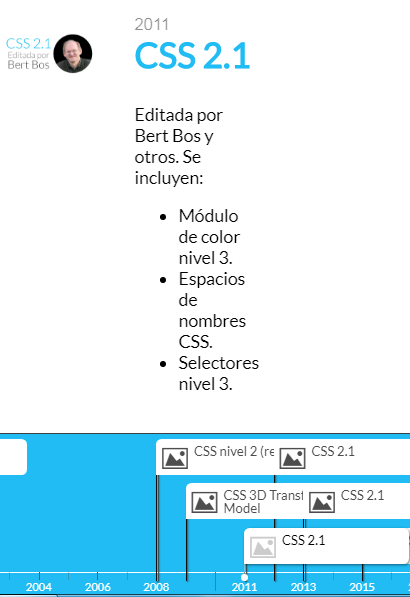 2011
CSS 2.1
CSS 2.1
Editada por
Bert Bos
Editada por
Bert Bos y
otros. Se
incluyen:
• Módulo
de color
nivel 3.
• Espacios
de
nombres
CSS.
• Selectores
nivel 3.
CSS nivel 2 (re
CSS 2.1
CSS 3D Transf
Model
CSS 2.1
CSS 2.1
2004 2006 2008 2011 2013 2015